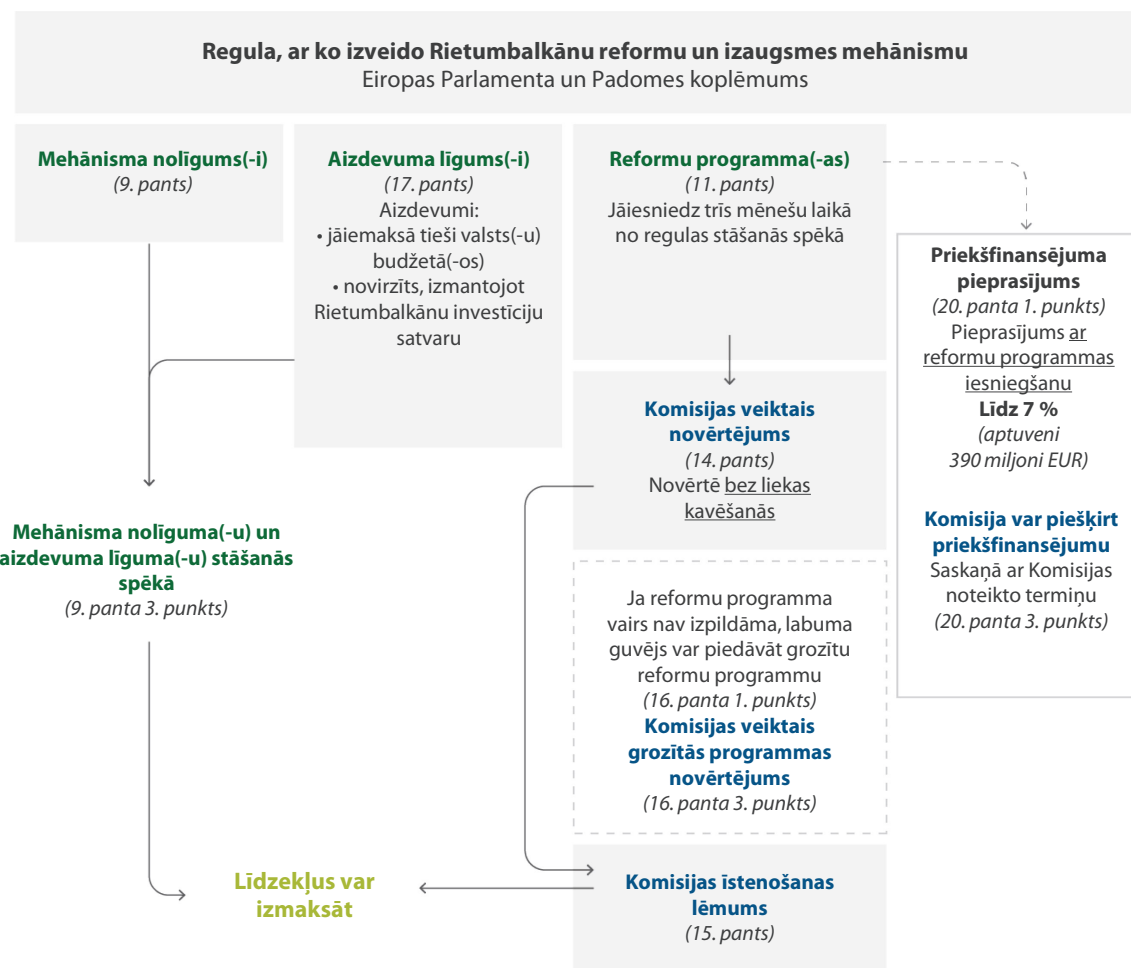 Regula, ar ko izveido Rietumbalkānu reformu un izaugsmes mehānismu
Eiropas Parlamenta un Padomes koplēmums
Mehānisma nolīgums(-i)
(9. pants)
Aizdevuma līgums(-i)
(17. pants)
Aizdevumi:
• jāiemaksā tieši valsts(-u)
budžetā(-os)
• novirzīts, izmantojot
Rietumbalkānu investīciju
satvaru
Reformu programma(-as)
(11. pants)
Jāiesniedz trīs mēnešu laikā
no regulas stāšanās spēkā
Priekšfinansējuma
pieprasījums
(20. panta 1. punkts)
Pieprasījums ar
reformu programmas
iesniegšanu
Līdz 7 %
(aptuveni
390 miljoni EUR)
Komisija var piešķirt
priekšfinansējumu
Saskaņā ar Komisijas
noteikto termiņu
(20. panta 3. punkts)
Komisijas veiktais
novērtējums
(14. pants)
Novērtē bez liekas
kavēšanās
Mehānisma nolīguma(-u) un
aizdevuma līguma(-u) stāšanās
spēkā
(9. panta 3. punkts)
Ja reformu programma
vairs nav izpildāma, labuma
guvējs var piedāvāt grozītu
reformu programmu
(16. panta 1. punkts)
Komisijas veiktais
grozītās programmas
novērtējums
(16. panta 3. punkts)
Līdzekļus var
izmaksāt
Komisijas īstenošanas
lēmums
(15. pants)